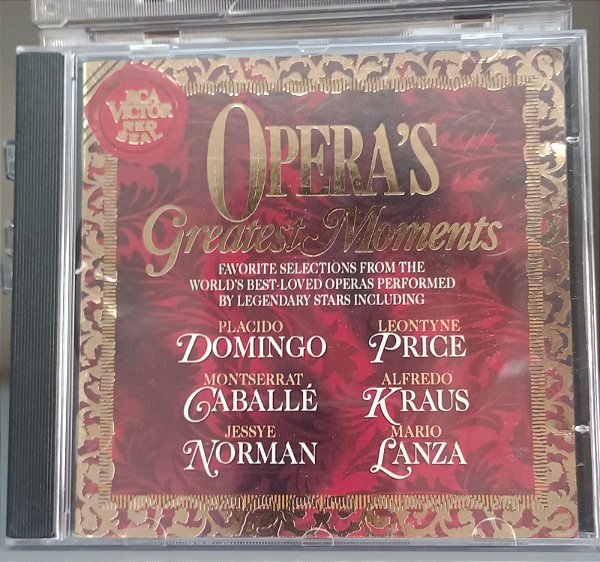 RCA
VICTOR
RED
SEAL
OPERA'S
Greatest Moments
FAVORITE SELECTIONS FROM THE
WORLD'S BEST-LOVED OPERAS PERFORMED
BY LEGENDARY STARS INCLUDING
PLACIDO
DOMINGO
LEONTYNE
PRICE
MONTSERRAT
CABALLÉ
ALFREDO
KRAUS
JESSYE
NORMAN
MARIO
LANZA